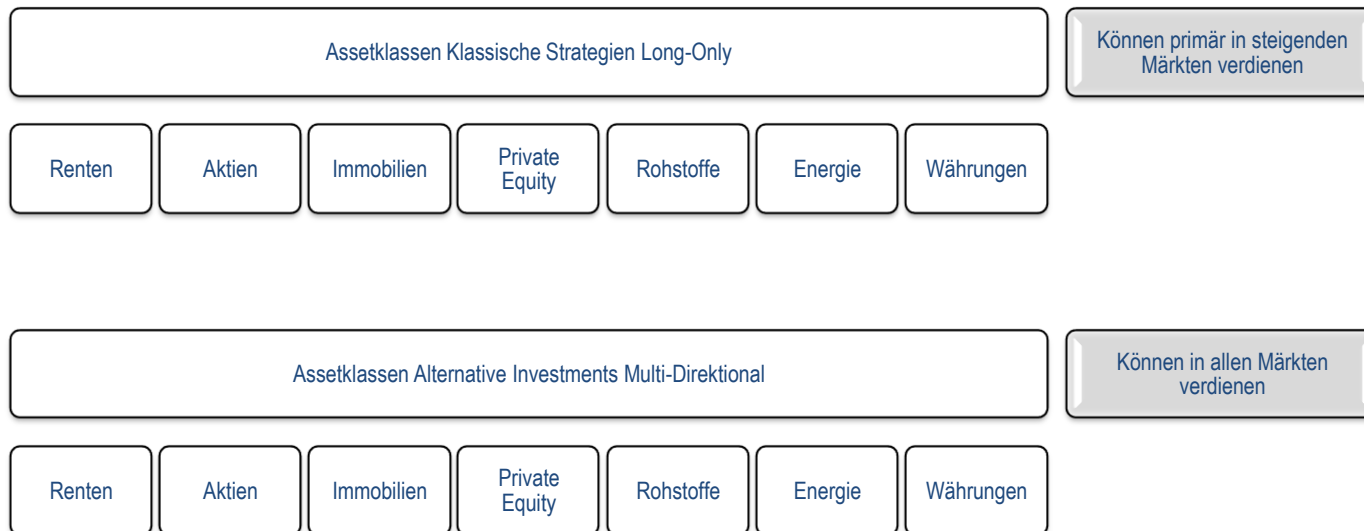 Assetklassen Klassische Strategien Long-Only
Können primär in steigenden
Märkten verdienen
Renten
Aktien
Immobilien
Private
Equity
Rohstoffe
Energie
Währungen
Assetklassen Alternative Investments Multi-Direktional
Können in allen Märkten
verdienen
Renten
Aktien
Immobilien
Private
Equity
Rohstoffe
Energie
Währungen